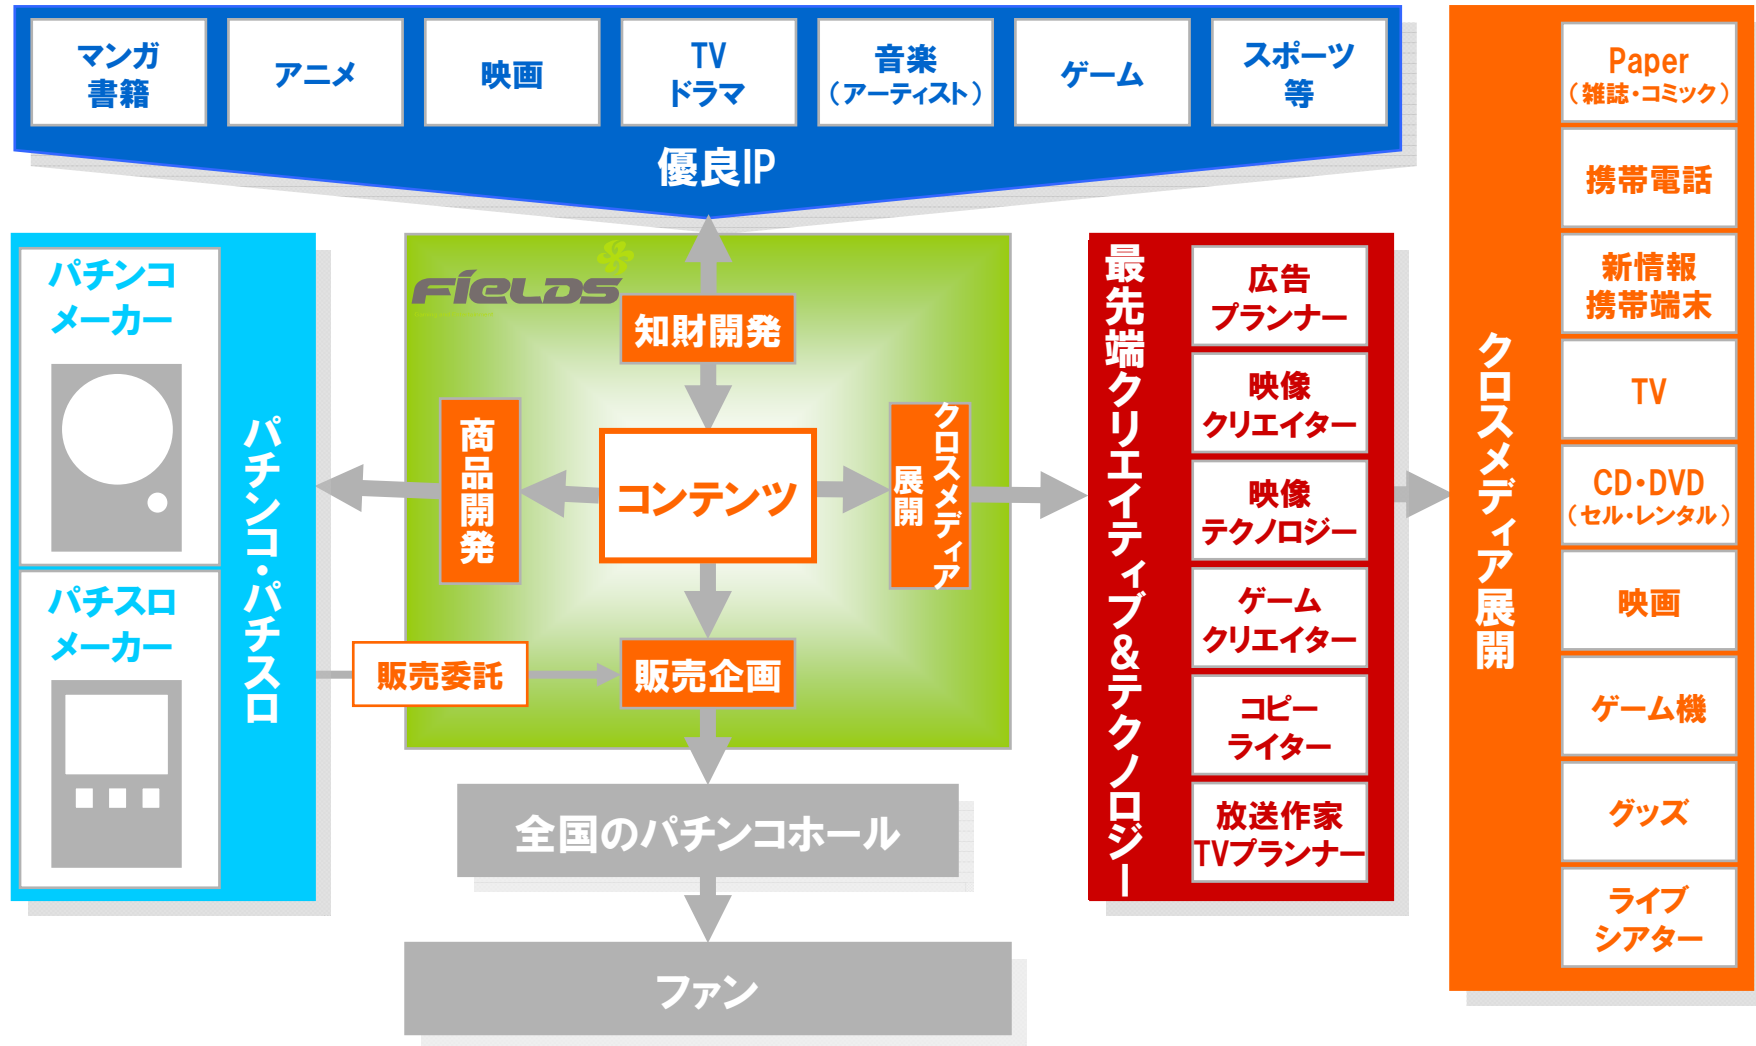 マンガ
書籍
アニメ
映画
TV
ドラマ
音楽
（アーティスト）
ゲーム
スポーツ
等
優良IP
パチンコ
メーカー
パチスロ
メーカー
パチンコ・パチスロ
FieLDS
知財開発
商品開発
コンテンツ
クロスメディア
展開
販売委託
販売企画
全国のパチンコホール
ファン
最先端クリエイティブ＆テクノロジー
広告
プランナー
映像
クリエイター
映像
テクノロジー
ゲーム
クリエイター
コピー
ライター
放送作家
TVプランナー
クロスメディア展開
Paper
（雑誌・コミック）
携帯電話
新情報
携帯端末
TV
CD・DVD
（セル・レンタル）
映画
ゲーム機
グッズ
ライブ
シアター